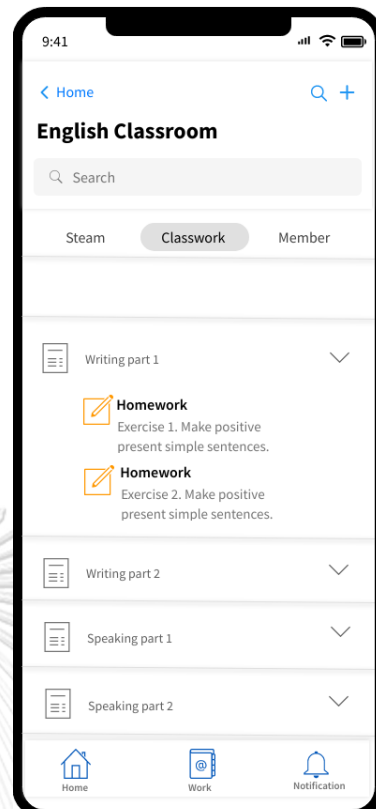 9:41
Home
English Classroom
Search
Steam Classwork Member
Writing part 1
Homework
Exercise 1. Make positive
present simple sentences.
Homework
Exercise 2. Make positive
present simple sentences.
Writing part 2
Speaking part 1
Speaking part 2
@
Home Work Notification